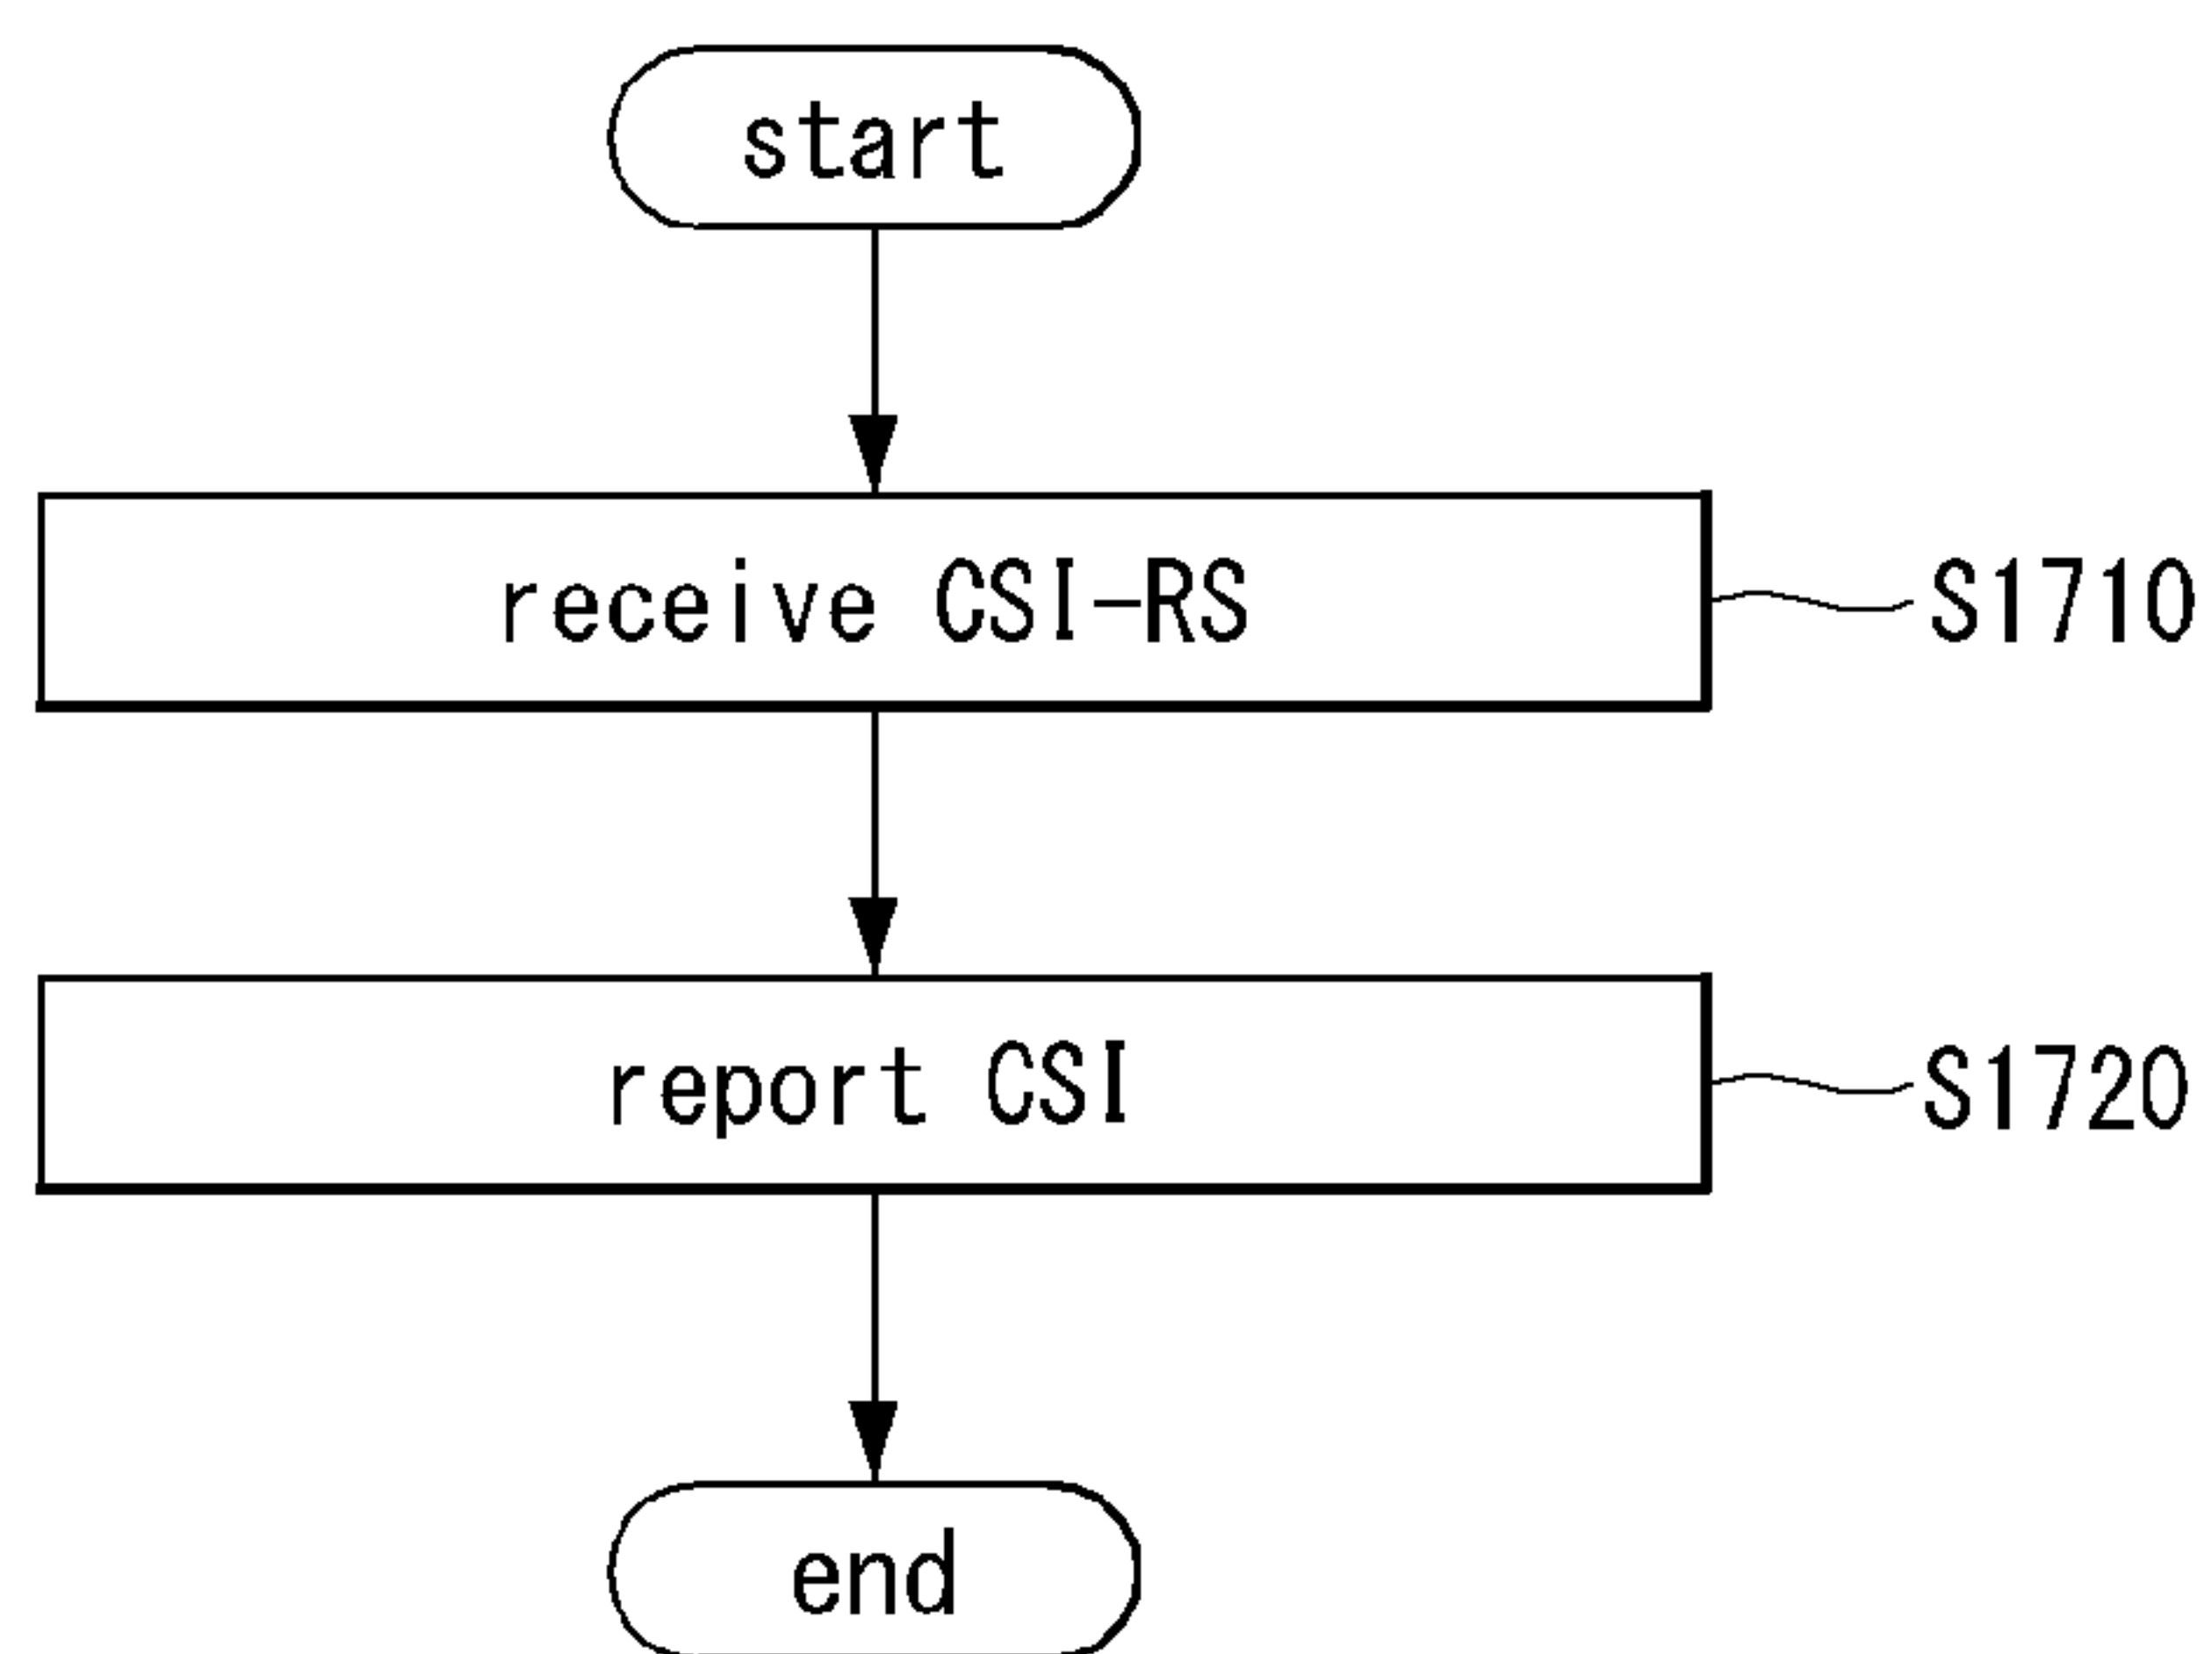 start
receive CSI-RS
S1710
report CSI
S1720
end